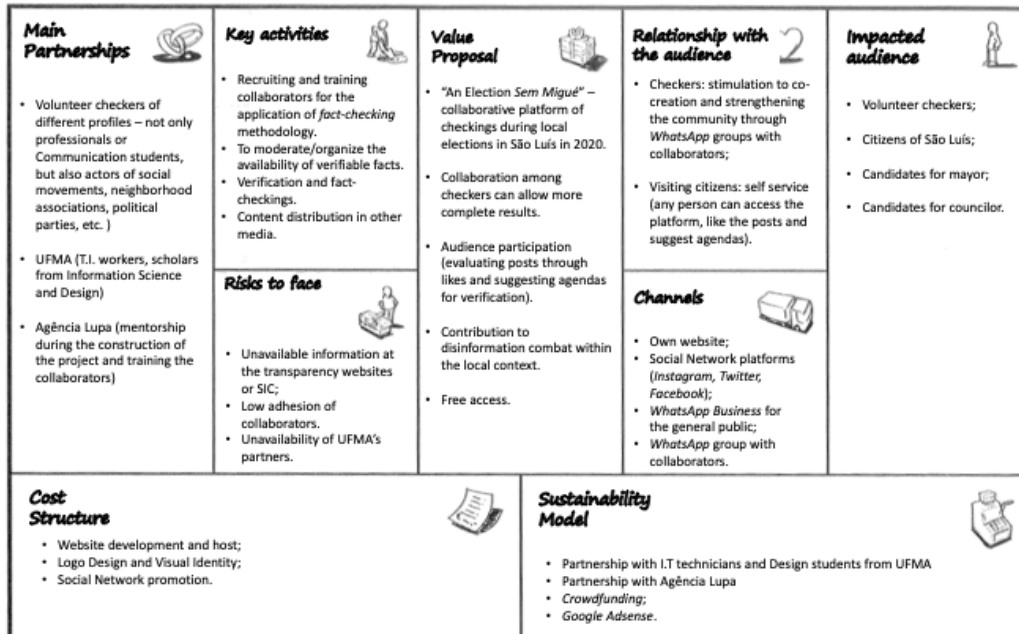 Main
Partnerships
• Volunteer checkers of
different profiles – not only
professionals or
Communication students,
but also actors of social
movements, neighborhood
associations, political
parties, etc. )
• UFMA (T.I. workers, scholars
from Information Science
and Design)
• Agência Lupa (mentorship
during the construction of
the project and training the
collaborators)
Key activities
• Recruiting and training
collaborators for the
application of fact-checking
methodology.
• To moderate/organize the
availability of verifiable facts.
• Verification and fact-
checkings.
• Content distribution in other
media.
Risks to face
• Unavailable information at
the transparency websites
or SIC;
• Low adhesion of
collaborators.
• Unavailability of UFMA's
partners.
Value
Proposal
• "An Election Sem Migué" –
collaborative platform of
checkings during local
elections in São Luís in 2020.
• Collaboration among
checkers can allow more
complete results.
• Audience participation
(evaluating posts through
likes and suggesting agendas
for verification).
• Contribution to
disinformation combat within
the local context.
• Free access.
Relationship with
the audience
• Checkers: stimulation to co-
creation and strengthening
the community through
WhatsApp groups with
collaborators;
• Visiting citizens: self service
(any person can access the
platform, like the posts and
suggest agendas).
Channels
• Own website;
• Social Network platforms
(Instagram, Twitter,
Facebook);
• WhatsApp Business for
the general public;
• WhatsApp group with
collaborators.
Impacted
audience
• Volunteer checkers;
• Citizens of São Luís;
• Candidates for mayor;
• Candidates for councilor.
Cost
Structure
• Website development and host;
• Logo Design and Visual Identity;
• Social Network promotion.
Sustainability
Model
• Partnership with I.T technicians and Design students from UFMA
• Partnership with Agência Lupa
• Crowdfunding;
• Google Adsense.